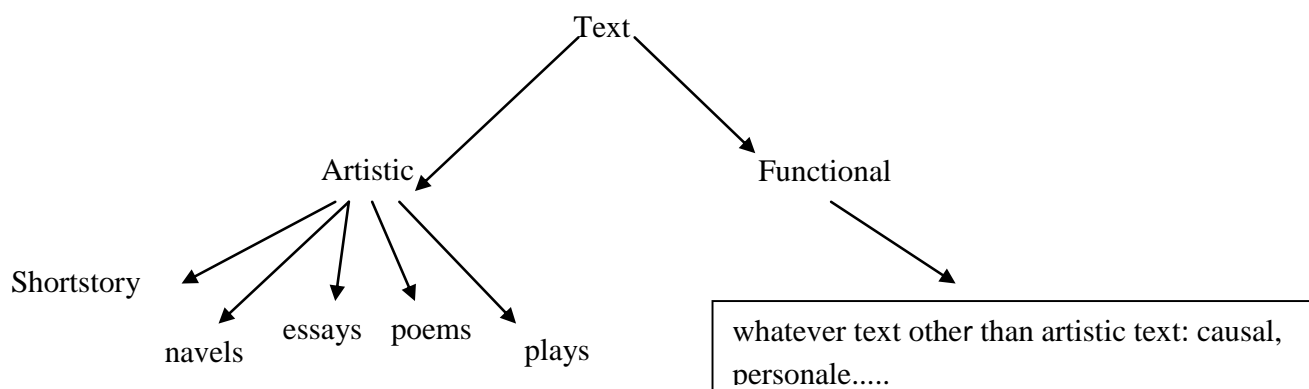 Text
Artistic
Functional
Shortstory
navels
essays
poems
plays
whatever text other than artistic text: causal,
personale.....